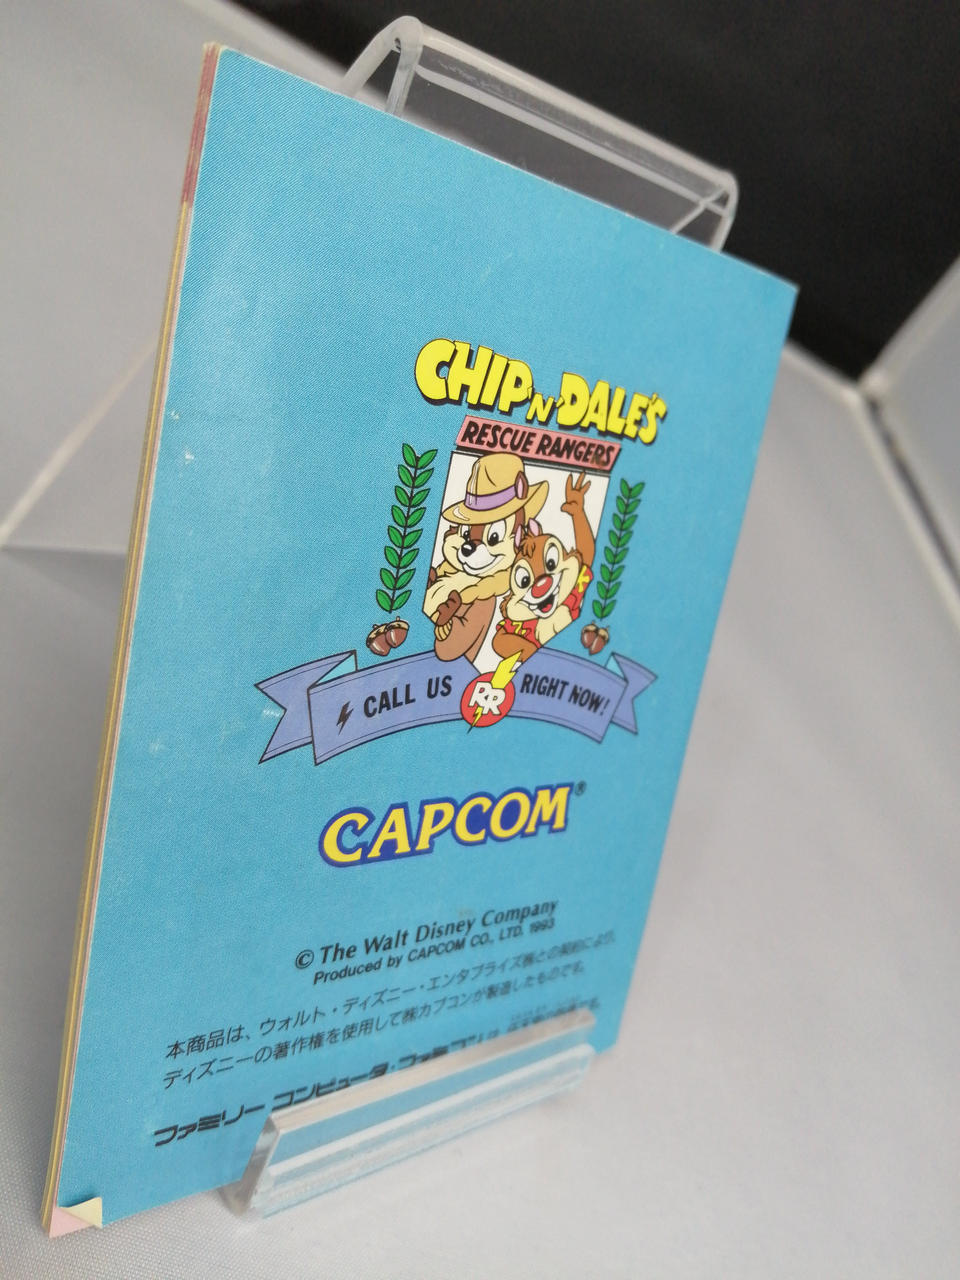 CHIP 'N' DALE'S
RESCUE RANGERS
CALL US RR RIGHT NOW!
CAPCOM®
© The Walt Disney Company
Produced by CAPCOM CO., LTD. 1993
本商品は、ウォルト・ディズニー・エンタプライズ㈱との契約により、
ディズニーの著作権を使用して㈱カプコンが製造したものです。
ファミリーコンピュータ・ファミコンは